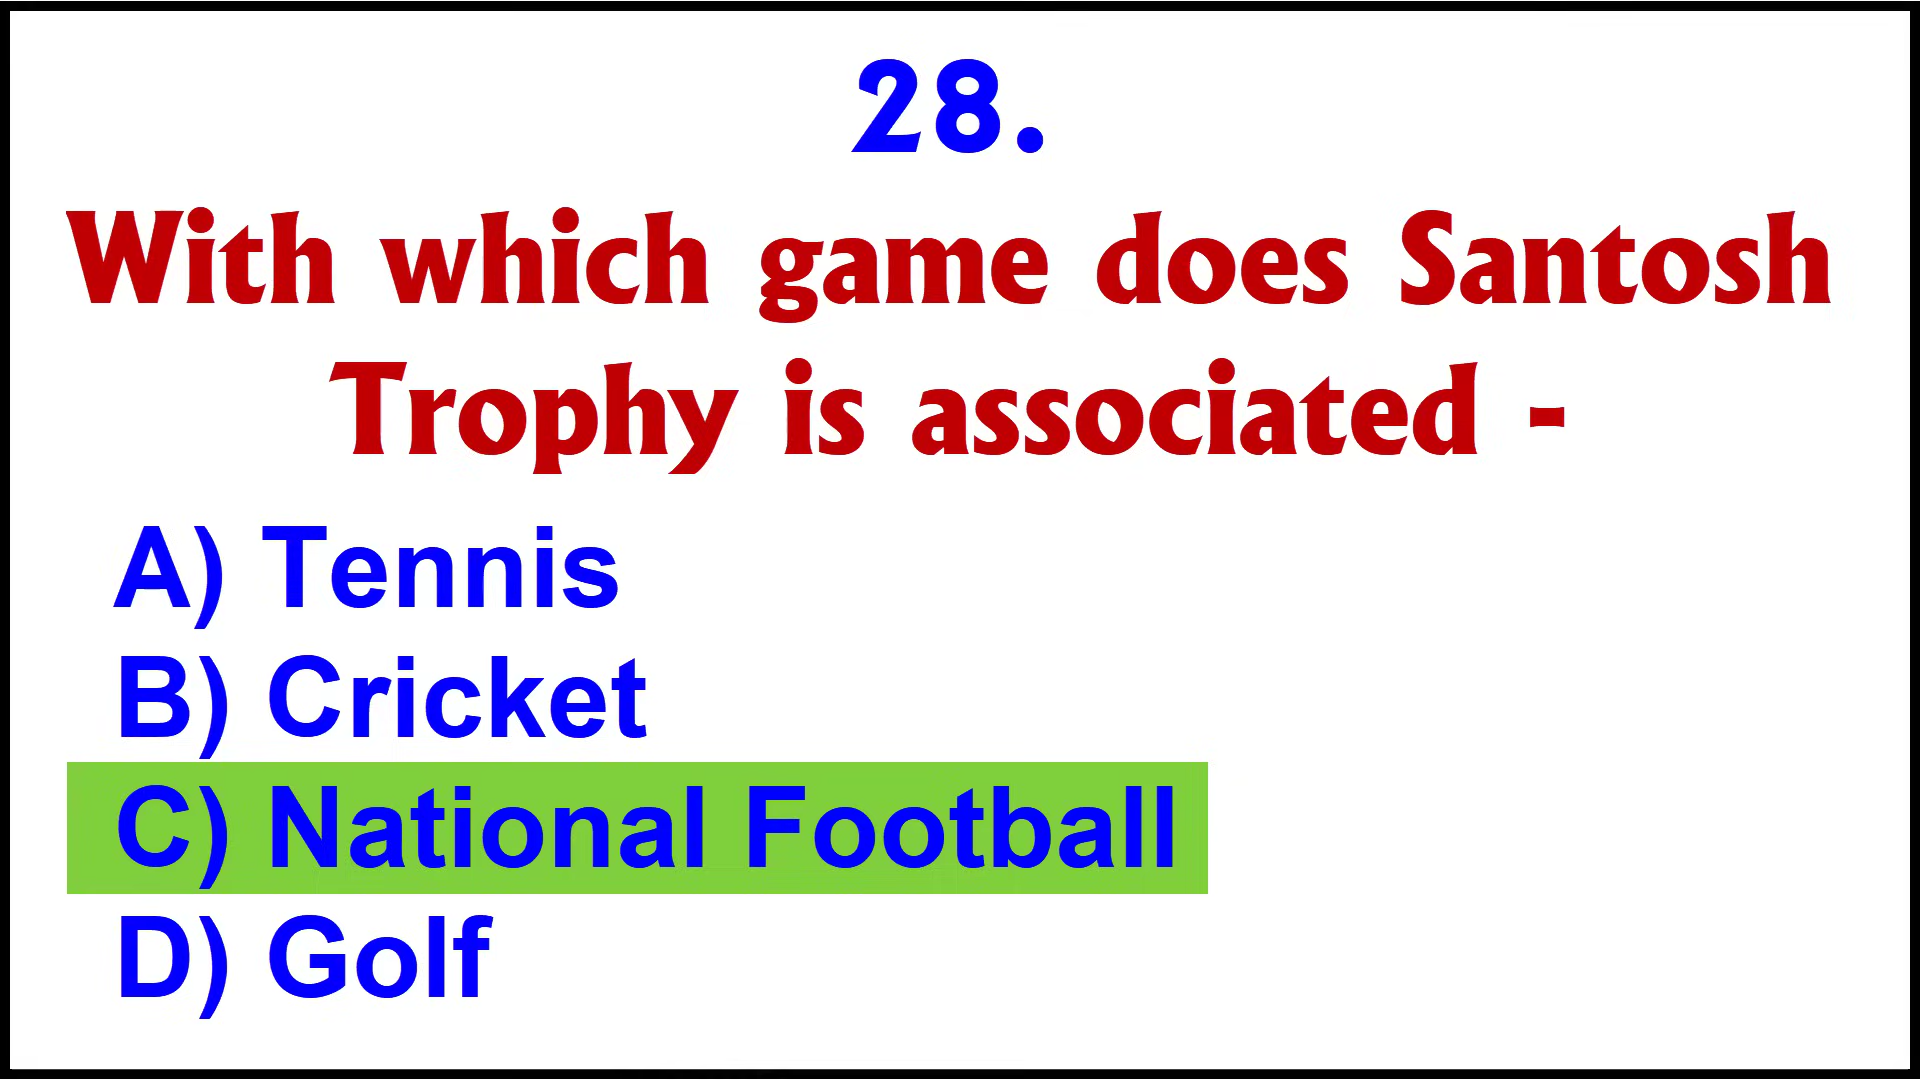 28.
With which game does Santosh
Trophy is associated -
A) Tennis
B) Cricket
C) National Football
D) Golf